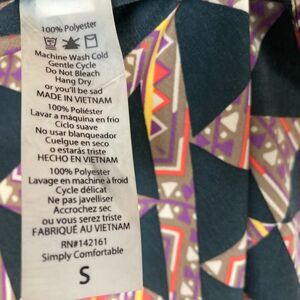 100% Polyester
Machine Wash Cold
Gentle Cycle
Do Not Bleach
Hang Dry
or you'll be sad
MADE IN VIETNAM
100% Poliéster
Lavar a máquina en frio
Ciclo suave
No usar blanqueador
Cuelgue en seco
o estarás triste
HECHO EN VIETNAM
100% Polyester
Lavage en machine à froid
Cycle délicat
Ne pas javelliser
Accrochez sec
ou vous serez triste
FABRIQUÉ AU VIETNAM
RN#142161
Simply Comfortable
S